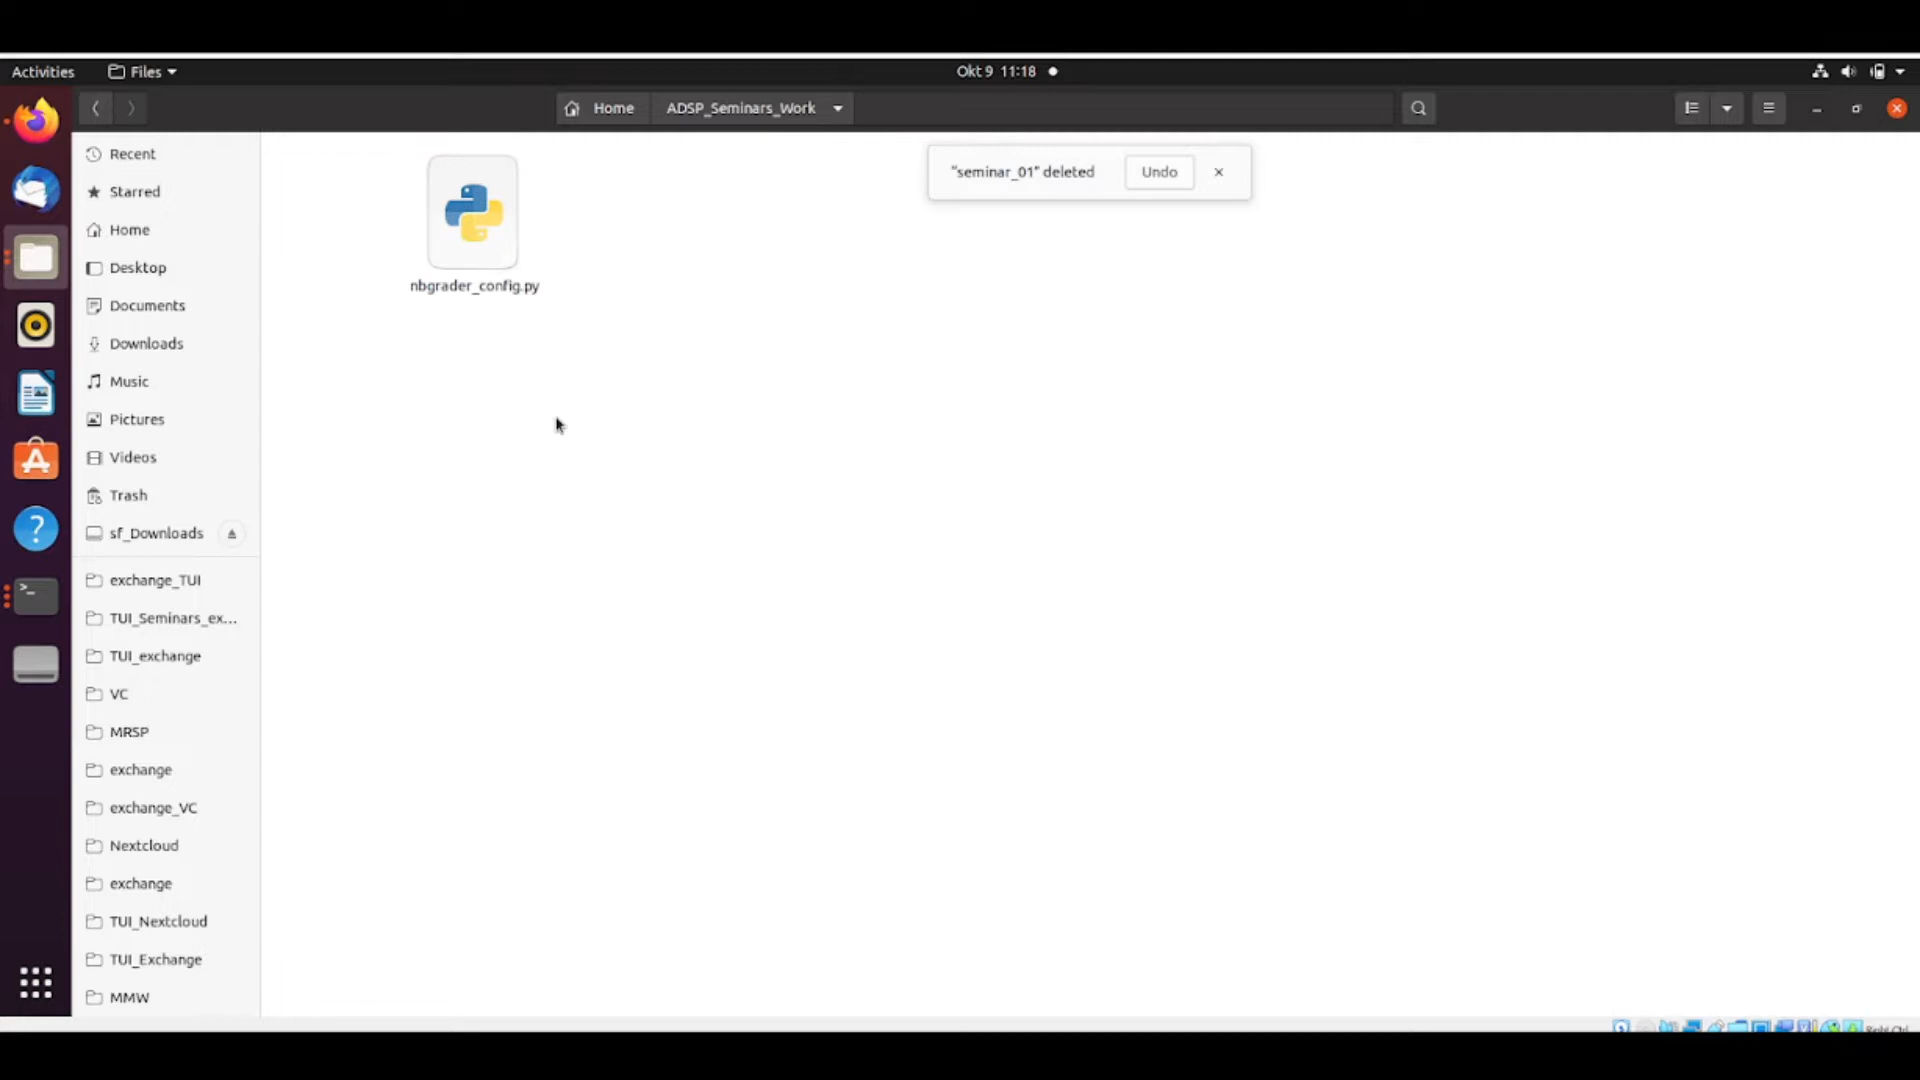 Activities
Files
Okt 9 11:18
Home
ADSP_Seminars_Work
Recent
Starred
Home
Desktop
Documents
Downloads
Music
Pictures
Videos
Trash
sf_Downloads
exchange_TUI
TUI_Seminars_ex...
TUI_exchange
VC
MRSP
exchange
exchange_VC
Nextcloud
exchange
TUI_Nextcloud
TUI_Exchange
MMW
nbgrader_config.py
"seminar_01" deleted
Undo